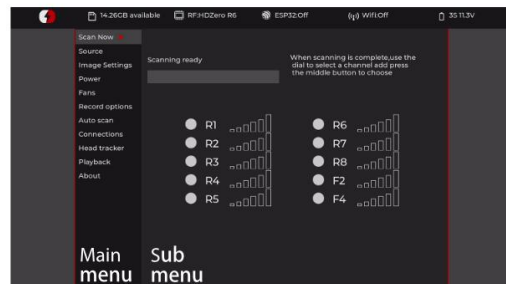 14.26GB available RF:HDZero R6 ESP32:Off WiFi:Off 3S 11.3V
Scan Now
Source
Image Settings
Power
Fans
Record options
Auto scan
Connections
Head tracker
Playback
About
Scanning ready
When scanning is complete,use the
dial to select a channel add press
the middle button to choose
R1 R6
R2 R7
R3 R8
R4 F2
R5 F4
Main
menu
Sub
menu